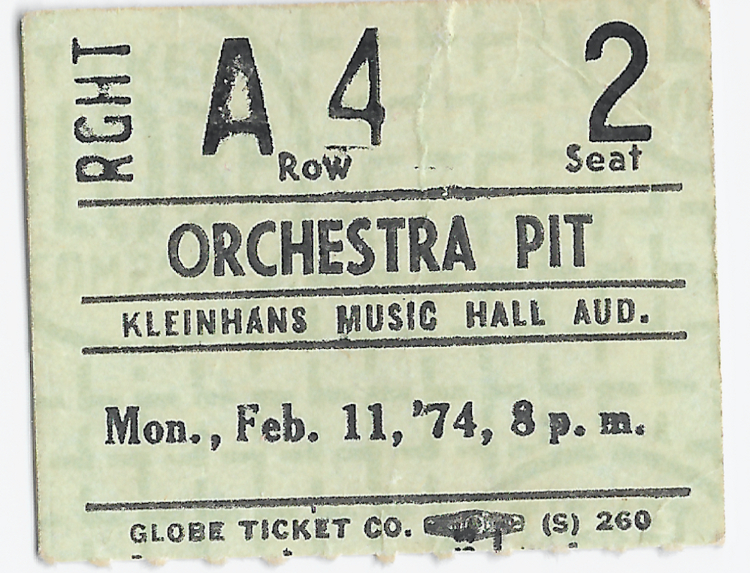 RGHT
A 4 2
Row Seat
ORCHESTRA PIT
KLEINHANS MUSIC HALL AUD.
Mon., Feb. 11, '74, 8 p. m.
GLOBE TICKET CO. (S) 260